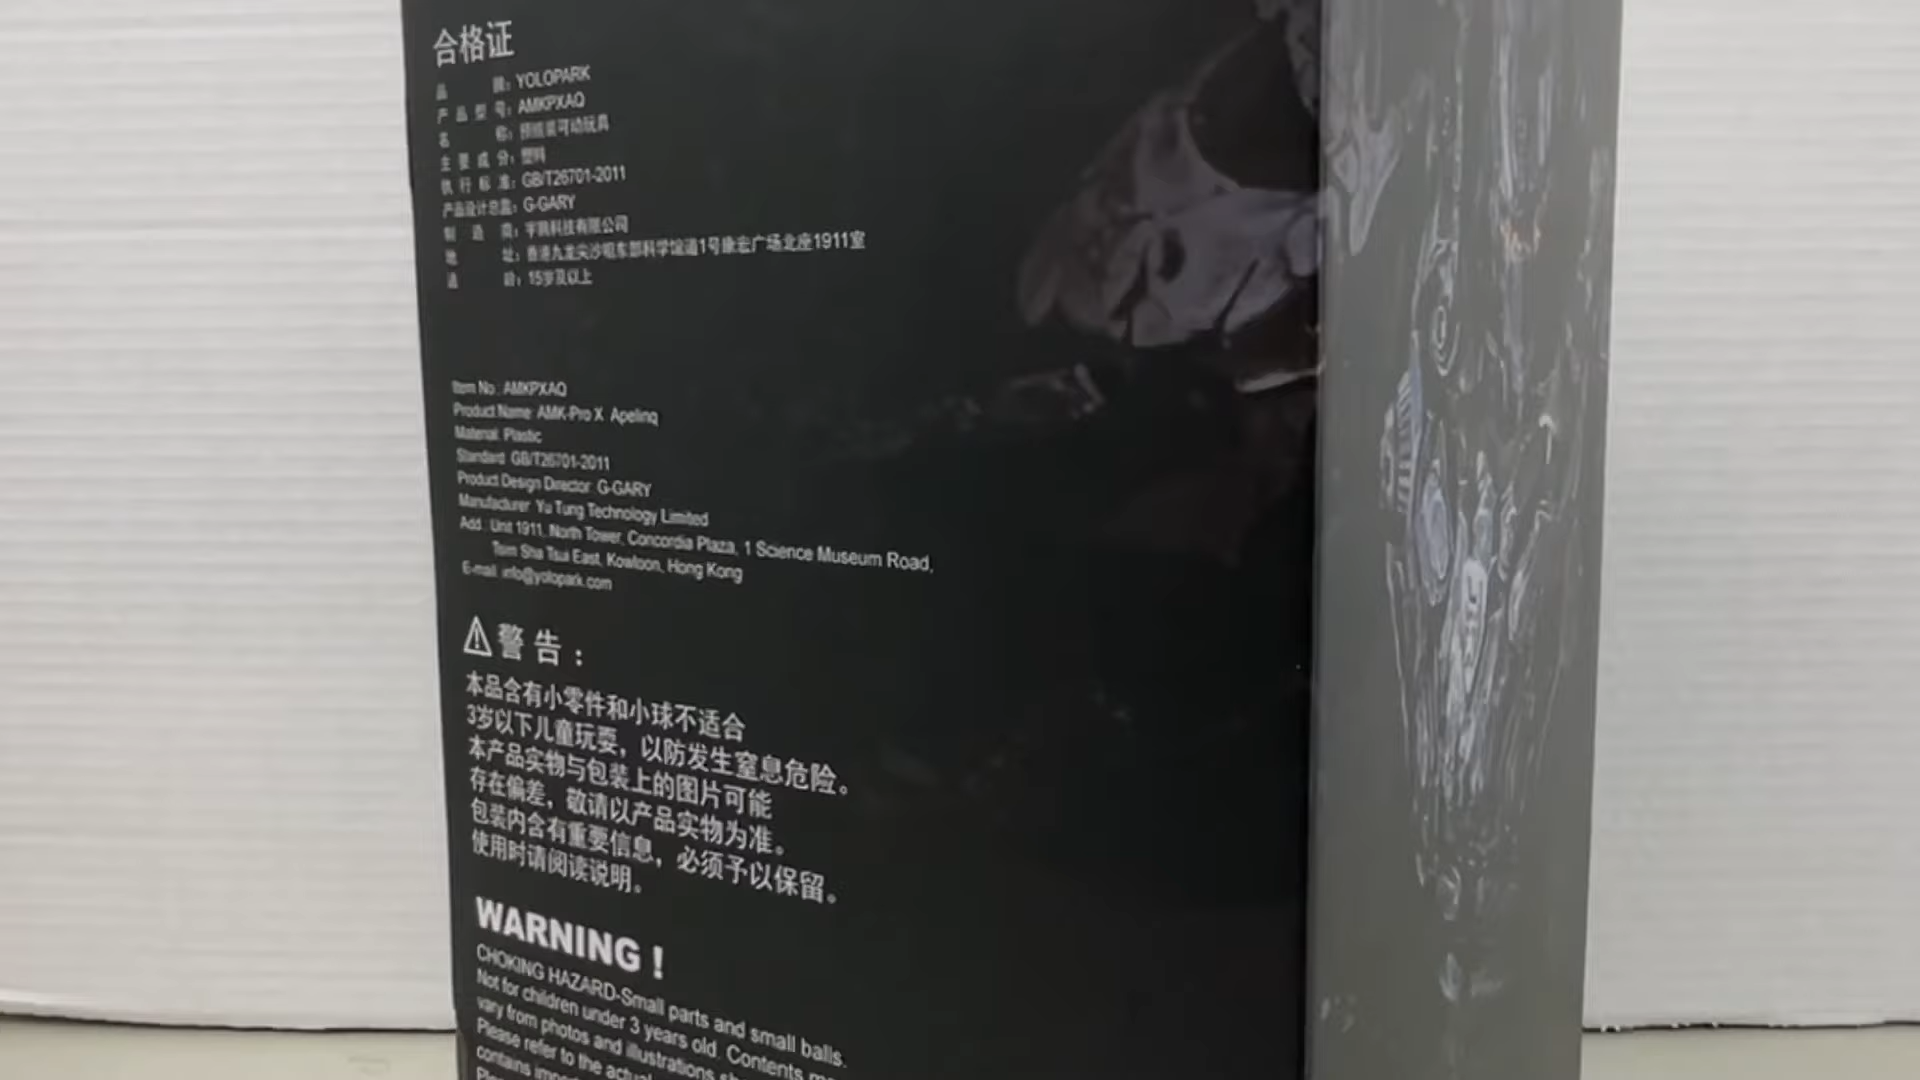 合格证
品 牌：YOLOPARK
产 品 型 号：AMKPXAQ
名 称：预组装可动玩具
主 要 成 分：塑料
执 行 标 准：GB/T26701-2011
产品设计总监：G-GARY
制 造 商：宇瞳科技有限公司
地 址：香港九龙尖沙咀东部科学馆道1号康宏广场北座1911室
适 龄：15岁及以上
Item No.: AMKPXAQ
Product Name: AMK-Pro X Apelinq
Material: Plastic
Standard: GB/T26701-2011
Product Design Director: G-GARY
Manufacturer: Yu Tung Technology Limited
Add.: Unit 1911, North Tower, Concordia Plaza, 1 Science Museum Road,
Tsim Sha Tsui East, Kowloon, Hong Kong
E-mail: info@yolopark.com
警告：
本品含有小零件和小球不适合
3岁以下儿童玩耍，以防发生窒息危险。
本产品实物与包装上的图片可能
存在偏差，敬请以产品实物为准。
包装内含有重要信息，必须予以保留。
使用时请阅读说明。
WARNING !
CHOKING HAZARD-Small parts and small balls.
Not for children under 3 years old. Contents
vary from photos and illustrations
Please refer to the actual
contains